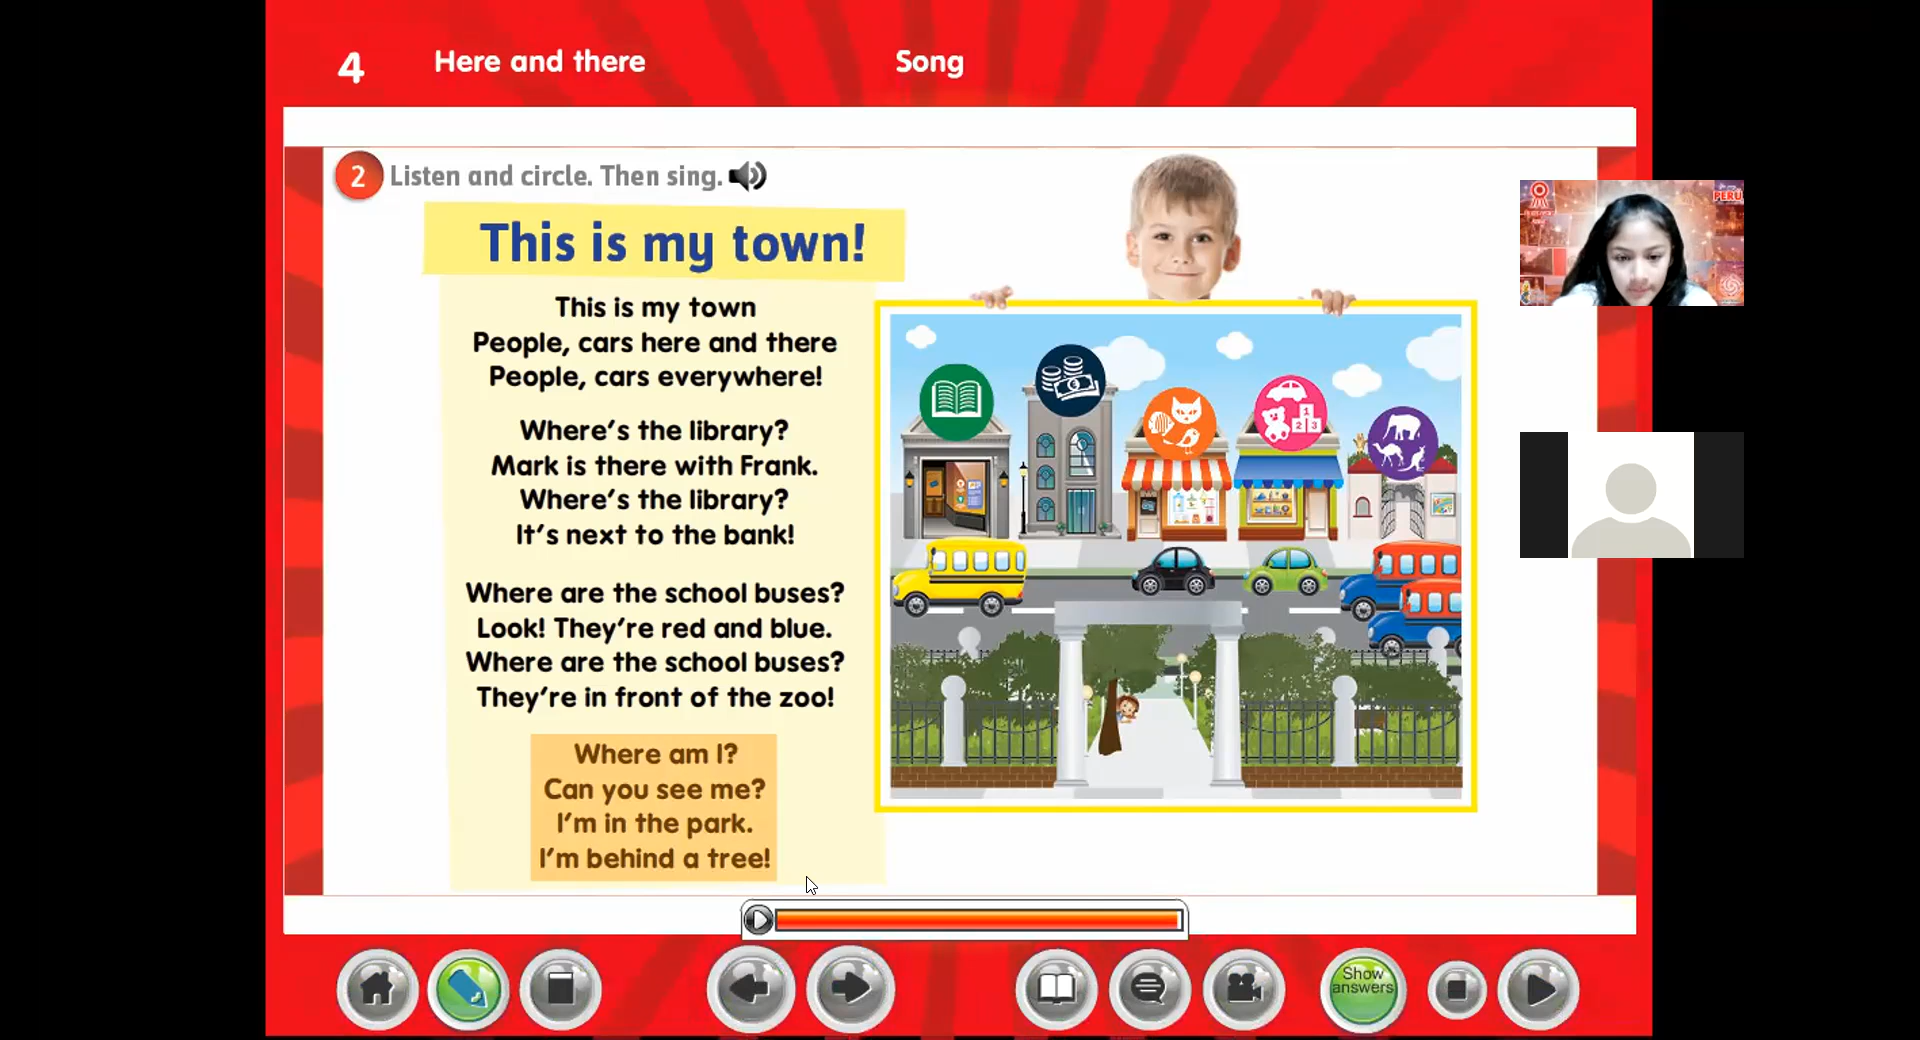 4
Here and there
Song
2
Listen and circle. Then sing.
This is my town!
This is my town
People, cars here and there
People, cars everywhere!
Where's the library?
Mark is there with Frank.
Where's the library?
It's next to the bank!
Where are the school buses?
Look! They're red and blue.
Where are the school buses?
They're in front of the zoo!
Where am I?
Can you see me?
I'm in the park.
I'm behind a tree!
1
2 3
PERÚ
Show
answers